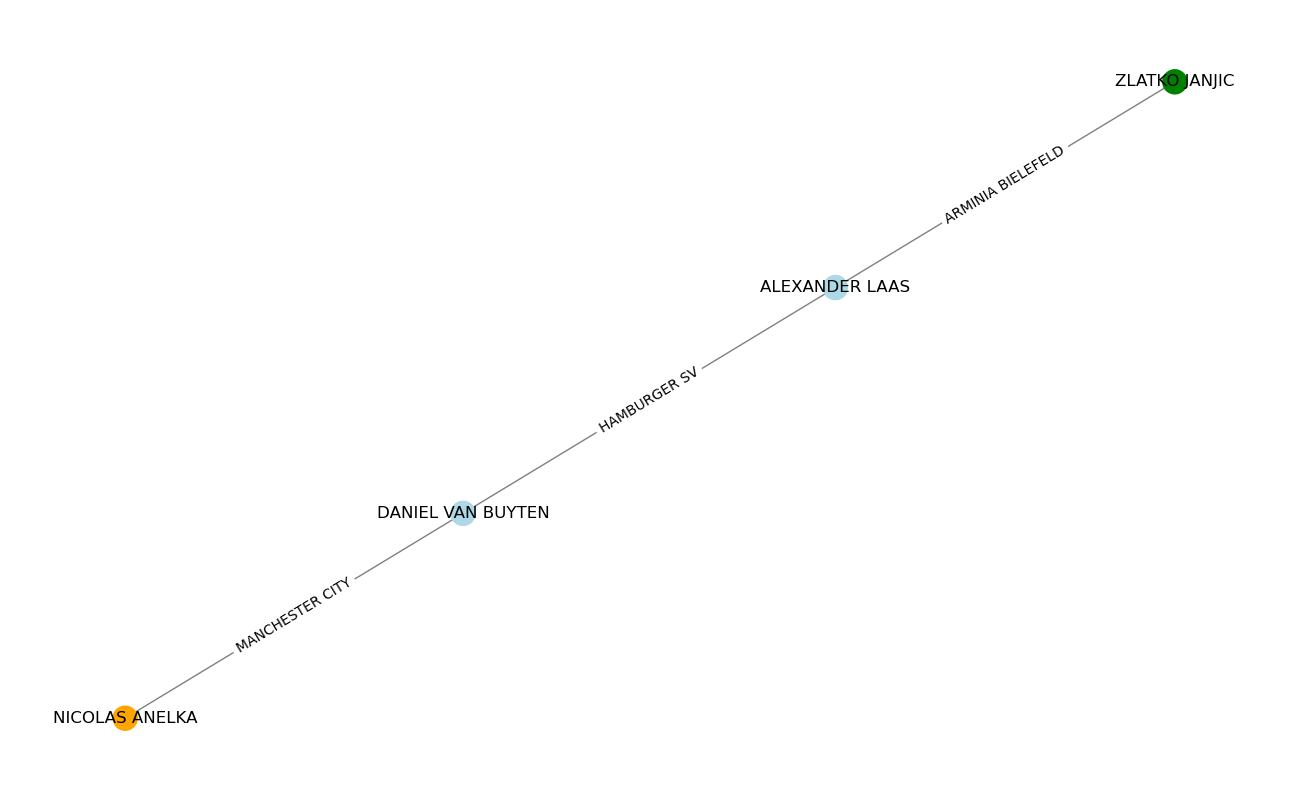 ZLATKO JANJIC
ARMINIA BIELEFELD
ALEXANDER LAAS
HAMBURGER SV
DANIEL VAN BUYTEN
MANCHESTER CITY
NICOLAS ANELKA